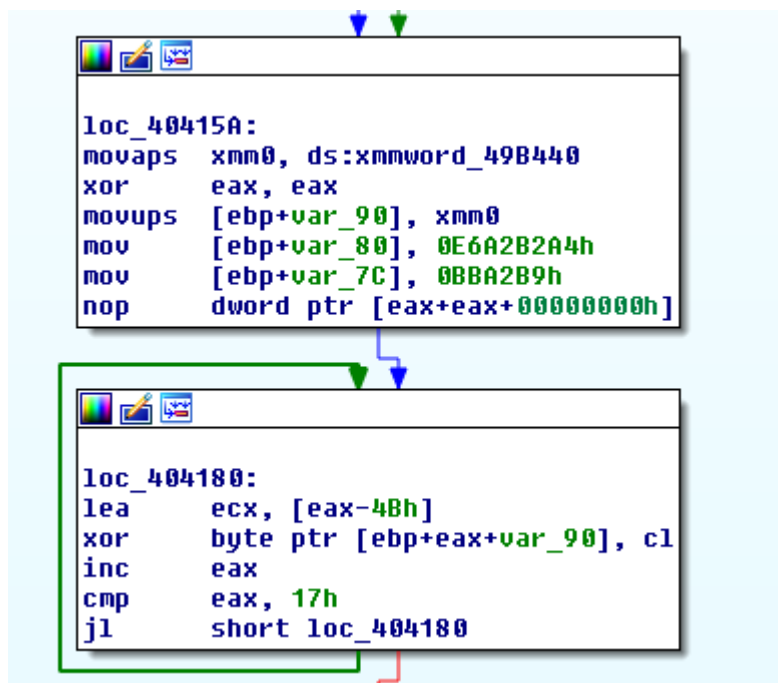 loc_40415A:
movaps xmm0, ds:xmmword_49B440
xor eax, eax
movups [ebp+var_90], xmm0
mov [ebp+var_80], 0E6A2B2A4h
mov [ebp+var_7C], 0BBA2B9h
nop dword ptr [eax+eax+00000000h]
loc_404180:
lea ecx, [eax-4Bh]
xor byte ptr [ebp+eax+var_90], cl
inc eax
cmp eax, 17h
jl short loc_404180